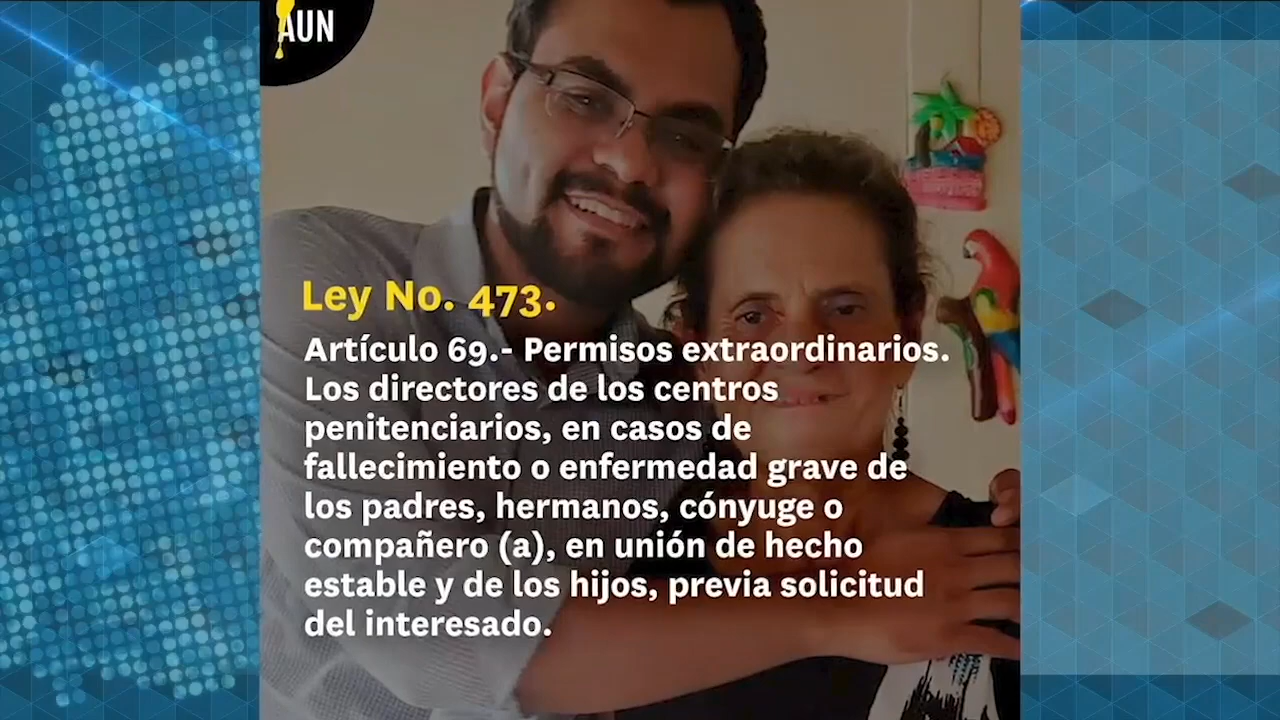 AUN
Ley No. 473.
Artículo 69.- Permisos extraordinarios.
Los directores de los centros
penitenciarios, en casos de
fallecimiento o enfermedad grave de
los padres, hermanos, cónyuge o
compañero (a), en unión de hecho
estable y de los hijos, previa solicitud
del interesado.